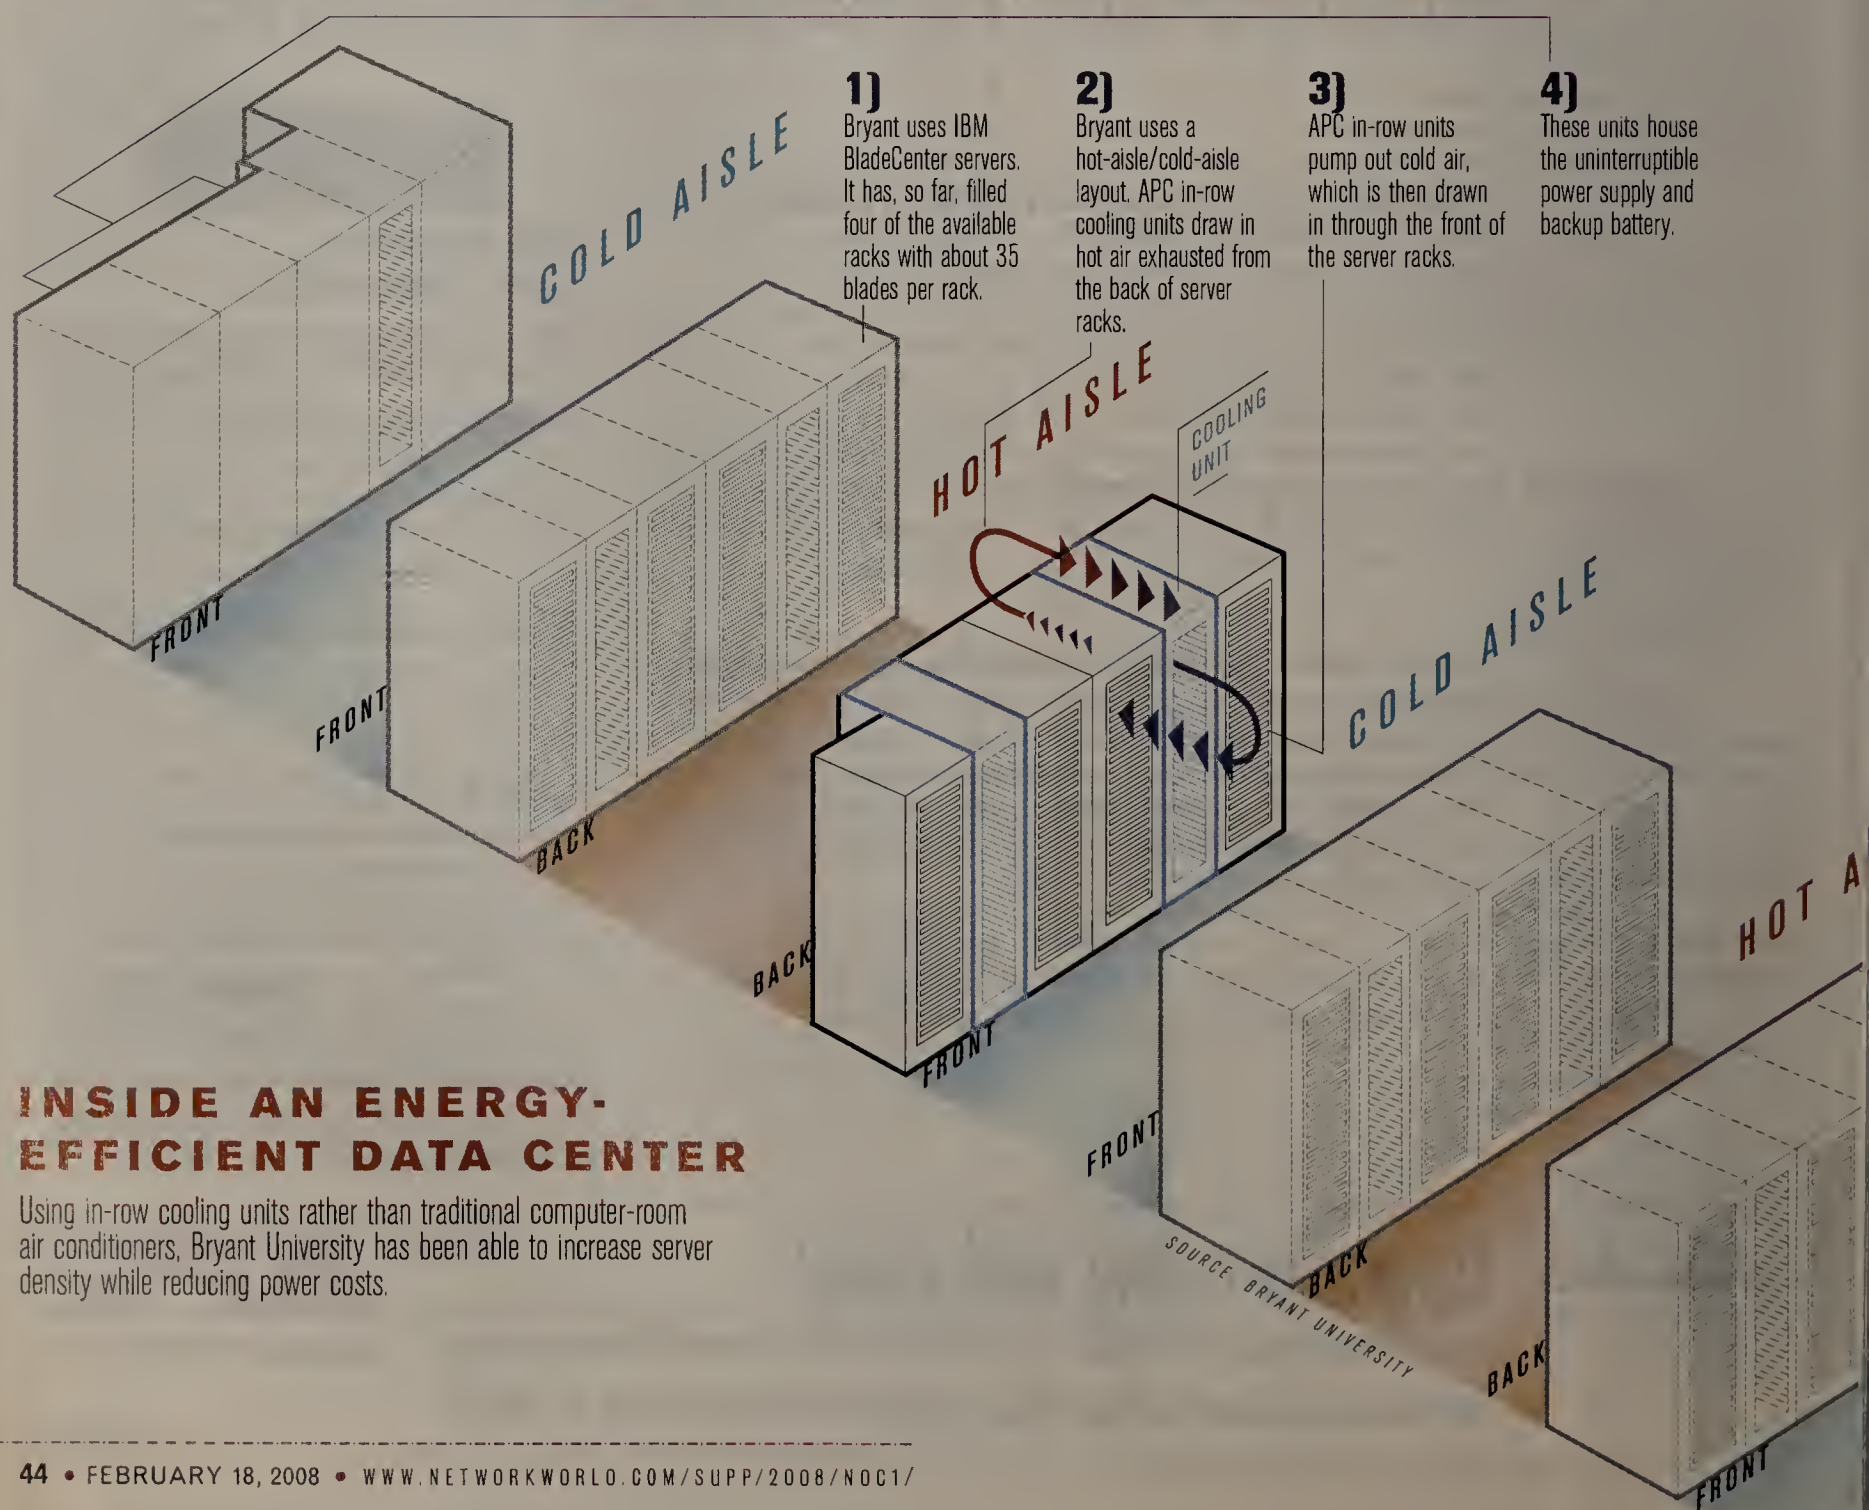 1)
Bryant uses IBM
BladeCenter servers.
It has, so far, filled
four of the available
racks with about 35
blades per rack.
2)
Bryant uses a
hot-aisle/cold-aisle
layout. APC in-row
cooling units draw in
hot air exhausted from
the back of server
racks.
3)
APC in-row units
pump out cold air,
which is then drawn
in through the front of
the server racks.
4)
These units house
the uninterruptible
power supply and
backup battery.
COLD AISLE
HOT AISLE
COOLING
UNIT
COLD AISLE
HOT A
FRONT
FRONT
BACK
BACK
FRONT
FRONT
BACK
BACK
FRONT
SOURCE BRYANT UNIVERSITY
INSIDE AN ENERGY-
EFFICIENT DATA CENTER
Using in-row cooling units rather than traditional computer-room
air conditioners, Bryant University has been able to increase server
density while reducing power costs.
44 • FEBRUARY 18, 2008 • WWW.NETWORKWORLD.COM/SUPP/2008/NDC1/